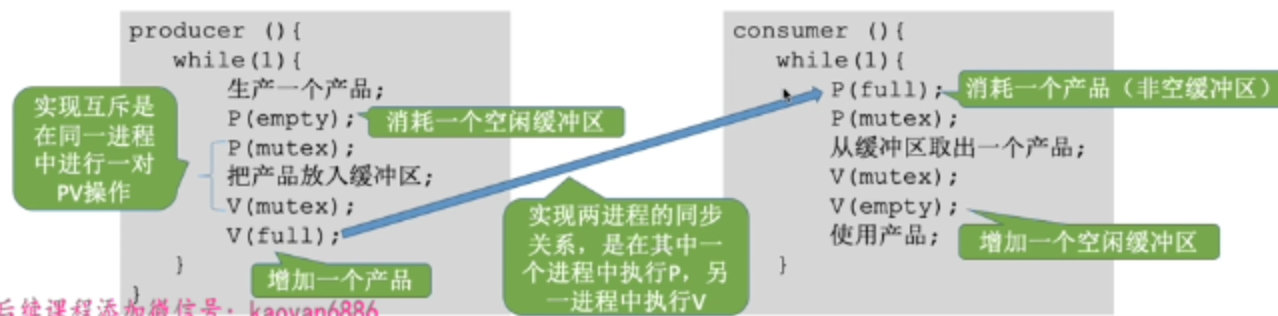 producer (){
while(1){
生产一个产品;
P(empty);
P(mutex);
把产品放入缓冲区;
V(mutex);
V(full);
}
}
实现互斥是
在同一进程
中进行一对
PV操作
消耗一个空闲缓冲区
增加一个产品
实现两进程的同步
关系，是在其中一
个进程中执行P，另
一进程中执行V
consumer (){
while(1){
P(full);
P(mutex);
从缓冲区取出一个产品;
V(mutex);
V(empty);
使用产品;
}
消耗一个产品（非空缓冲区）
增加一个空闲缓冲区
后续课程添加微信号: kaoyan6886